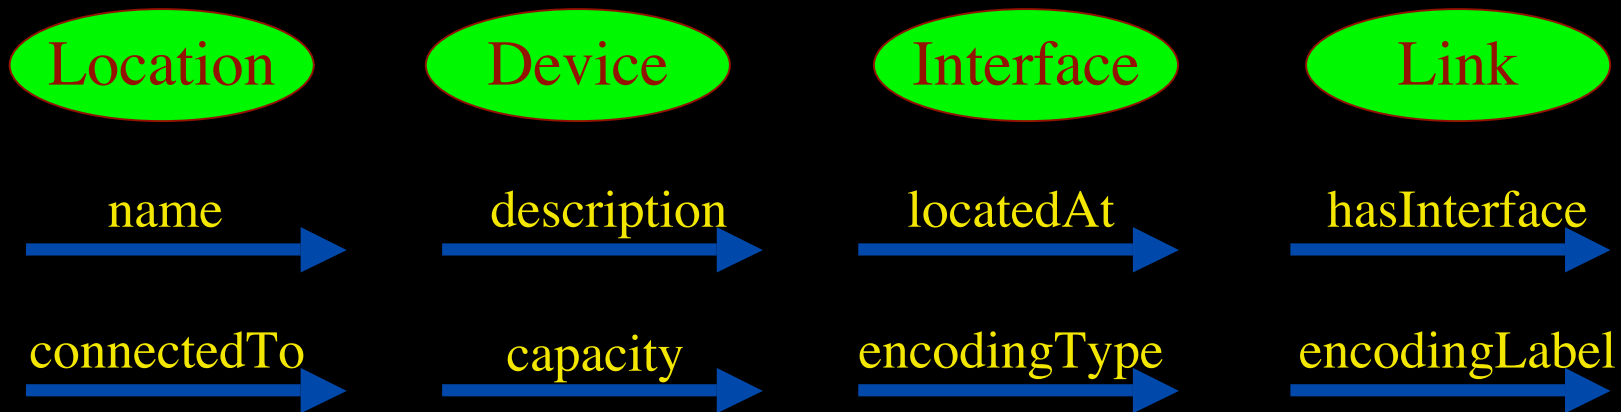 Location Device Interface Link
name description locatedAt hasInterface
connectedTo capacity encodingType encodingLabel